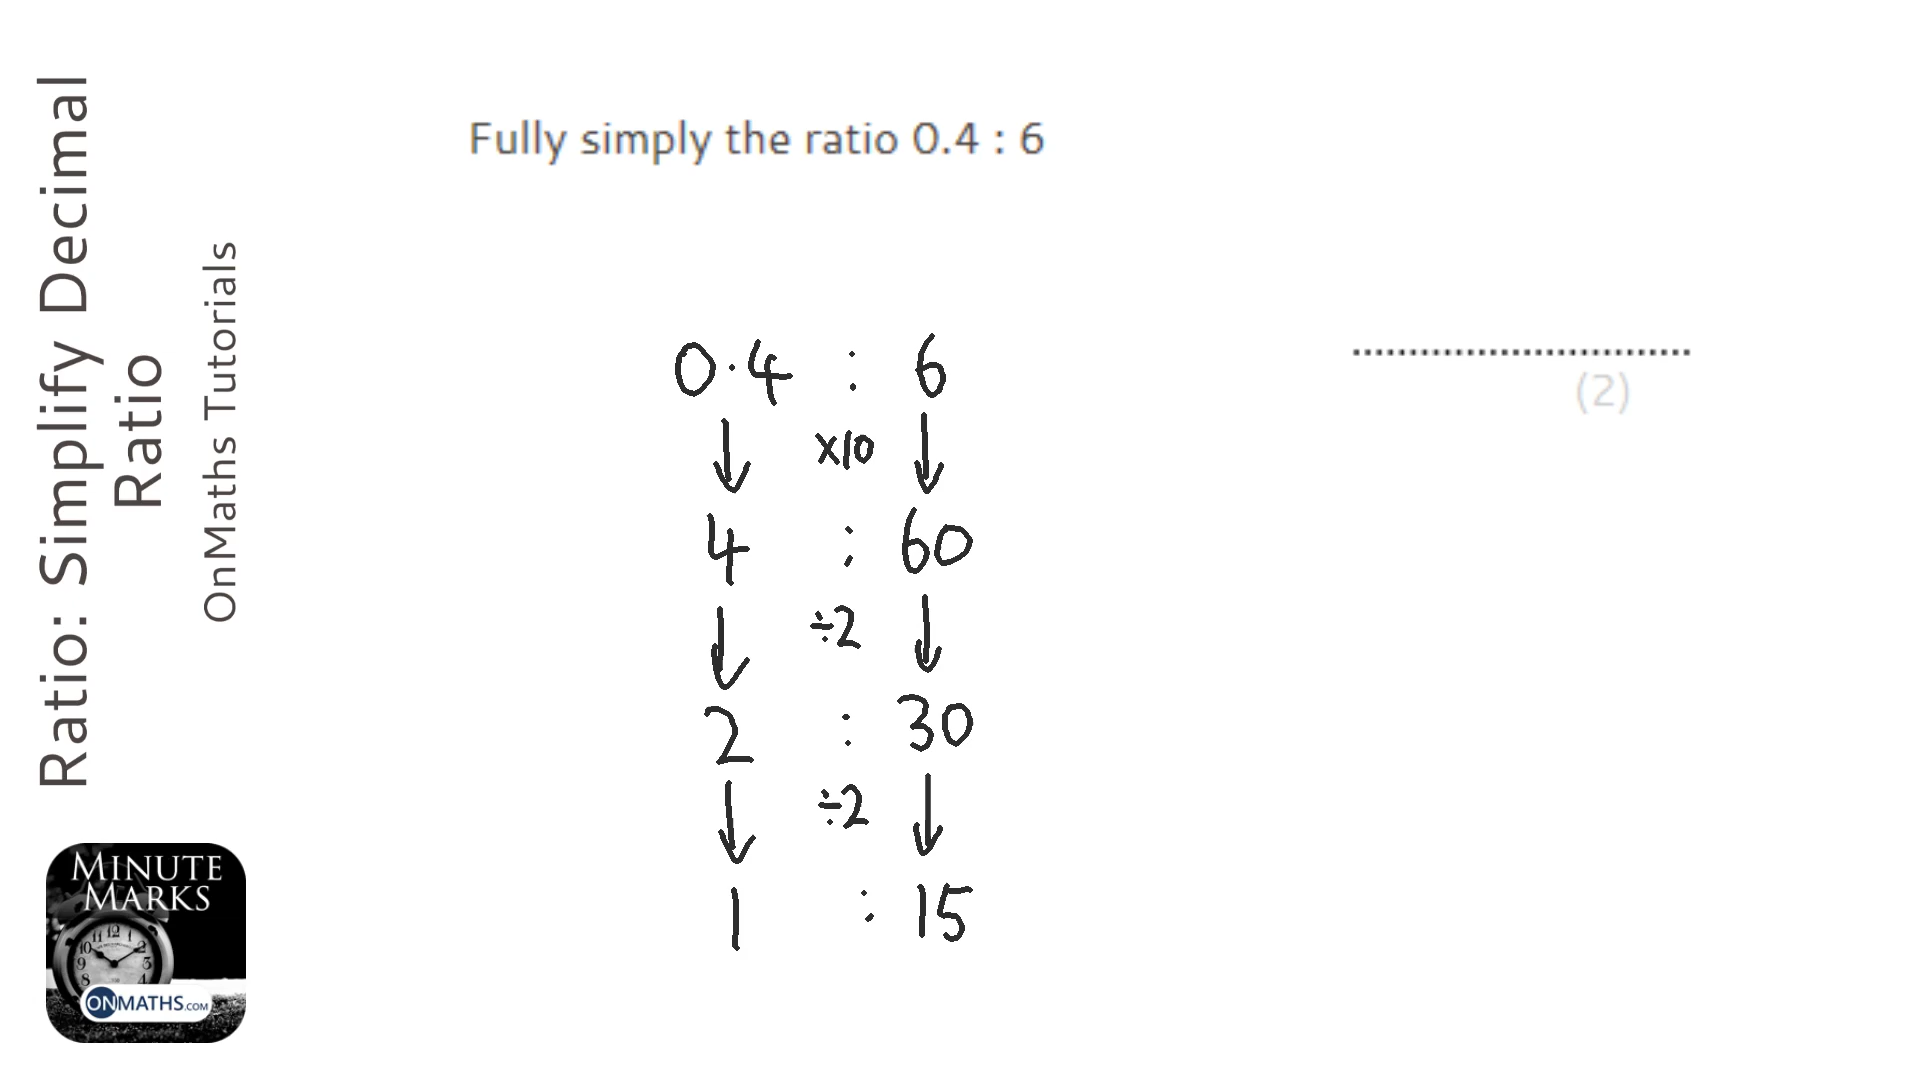 Ratio: Simplify Decimal
Ratio
OnMaths Tutorials
Fully simply the ratio 0.4 : 6
(2)
0.4 : 6
x10
4 : 60
÷2
2 : 30
÷2
1 : 15
MINUTE
MARKS
ONMATHS.COM